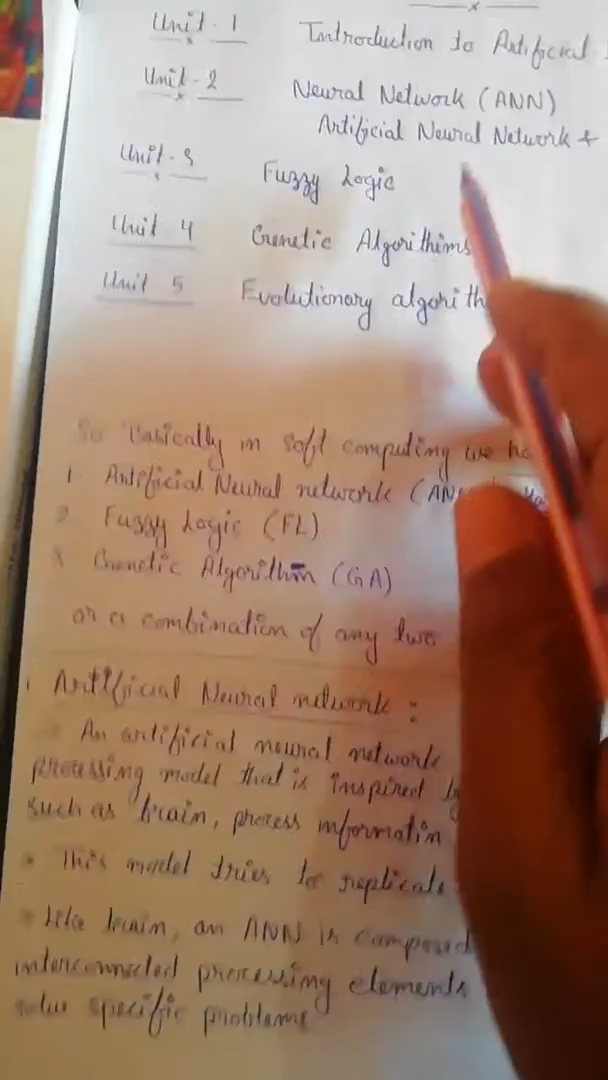 Unit - 1 Introduction to Artificial
Unit - 2 Neural Network (ANN)
Artificial Neural Network +
Unit - 3 Fuzzy Logic
Unit 4 Genetic Algorithims
Unit 5 Evolutionary algorith
So basically in soft computing we ha
1. Artificial Neural network (AN
2. Fuzzy Logic (FL)
3. Genetic Algorithm (GA)
or a combination of any two
Artificial Neural network :
An artificial neural network
processing model that is inspired by
such as brain, process informatin
• This model tries to replicate
• Like brain, an ANN is composed
interconnected processing elements
solve specific problems